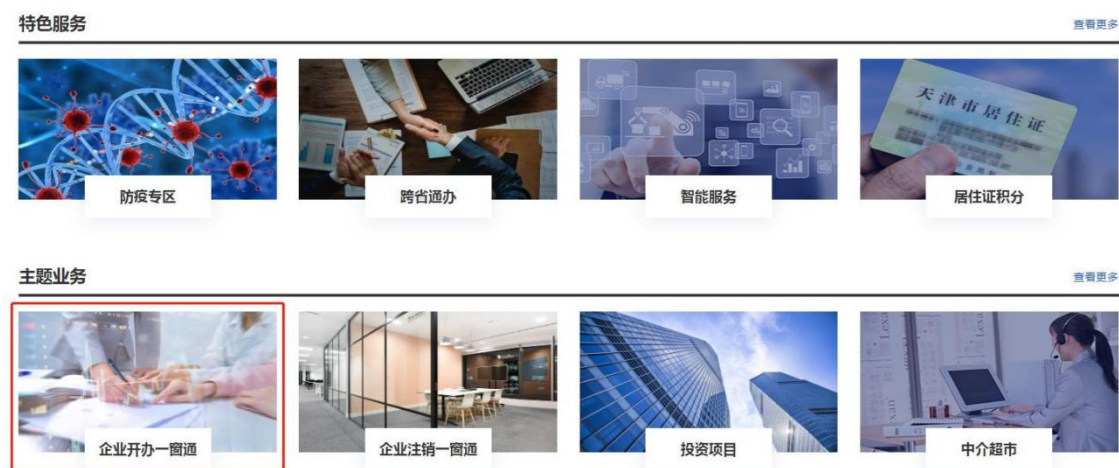 特色服务
查看更多
天津市居住证
防疫专区
跨省通办
智能服务
居住证积分
主题业务
查看更多
企业开办一窗通
企业注销一窗通
投资项目
中介超市